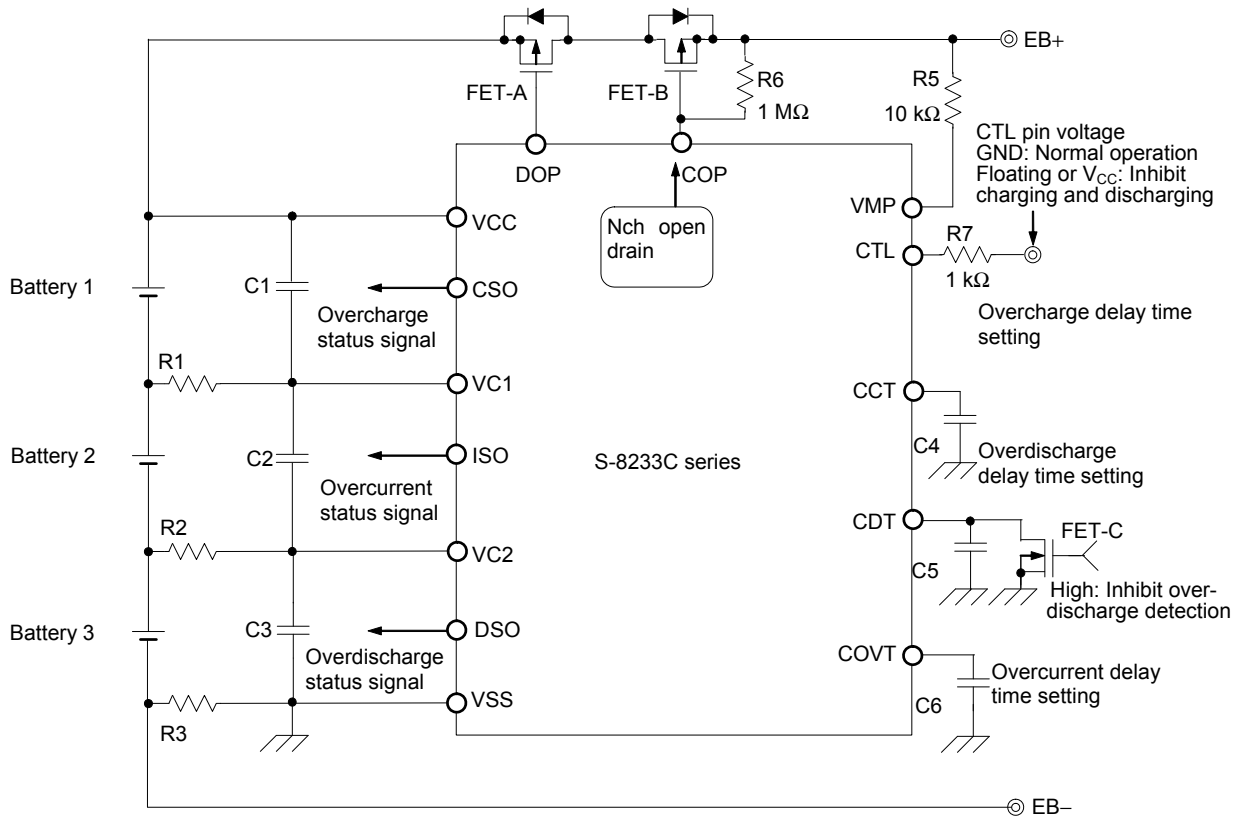 EB+
FET-A
FET-B
R6
1 MΩ
R5
10 kΩ
CTL pin voltage
GND: Normal operation
Floating or VCC: Inhibit
charging and discharging
DOP
COP
Nch open
drain
VMP
CTL
R7
1 kΩ
VCC
Battery 1
C1
CSO
Overcharge
status signal
Overcharge delay time
setting
R1
VC1
CCT
C4
Battery 2
C2
ISO
S-8233C series
Overdischarge
delay time setting
Overcurrent
status signal
R2
VC2
CDT
C5
FET-C
High: Inhibit over-
discharge detection
Battery 3
C3
DSO
Overdischarge
status signal
COVT
Overcurrent delay
time setting
C6
VSS
R3
EB–